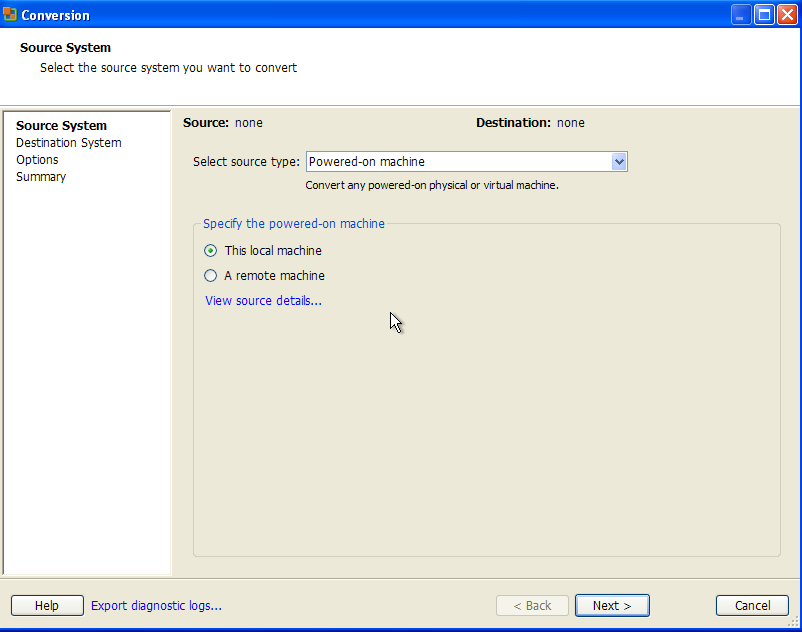 Conversion
Source System
Select the source system you want to convert
Source System
Destination System
Options
Summary
Source: none
Destination: none
Select source type: Powered-on machine
Convert any powered-on physical or virtual machine.
Specify the powered-on machine
This local machine
A remote machine
View source details...
Help
Export diagnostic logs...
< Back
Next >
Cancel